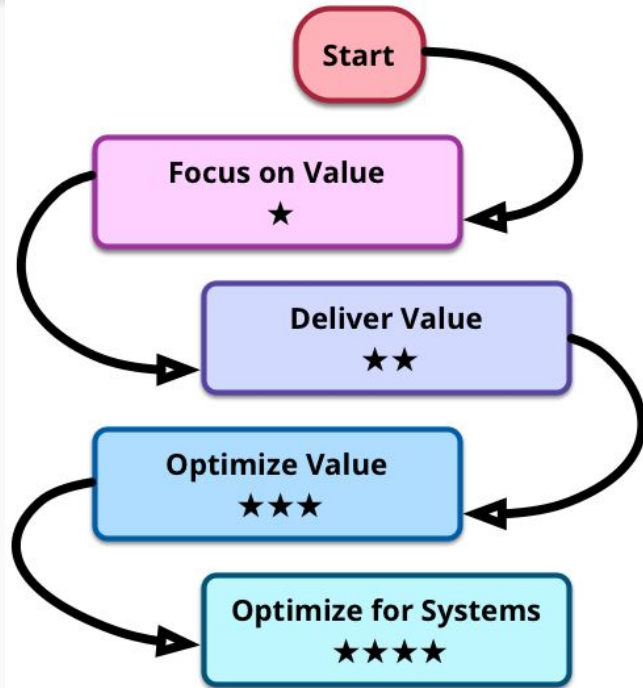 Start
Focus on Value
★
Deliver Value
★★
Optimize Value
★★★
Optimize for Systems
★★★★